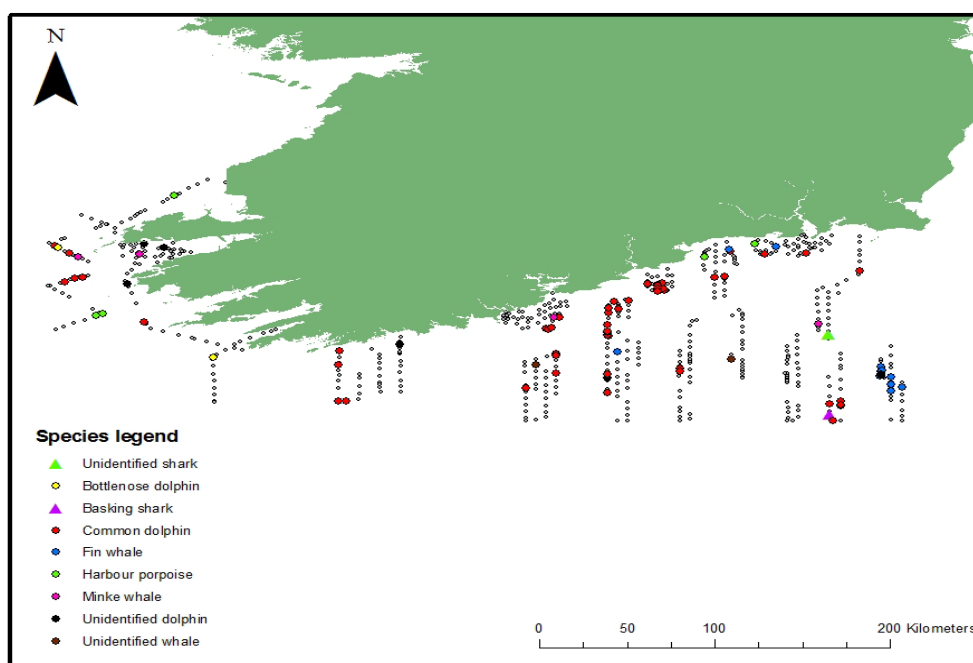 N
Species legend
Unidentified shark
Bottlenose dolphin
Basking shark
Common dolphin
Fin whale
Harbour porpoise
Minke whale
Unidentified dolphin
Unidentified whale
0 50 100 200 Kilometers